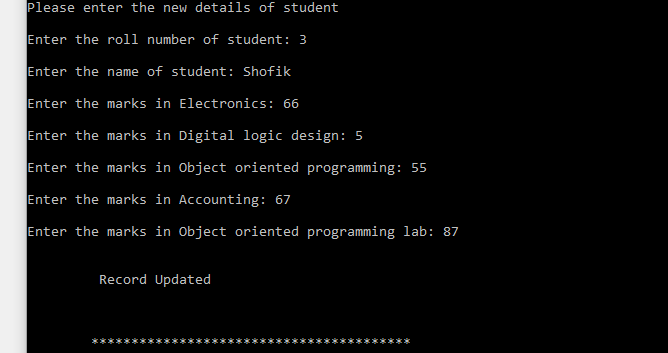 Please enter the new details of student
Enter the roll number of student: 3
Enter the name of student: Shofik
Enter the marks in Electronics: 66
Enter the marks in Digital logic design: 5
Enter the marks in Object oriented programming: 55
Enter the marks in Accounting: 67
Enter the marks in Object oriented programming lab: 87
Record Updated
****************************************